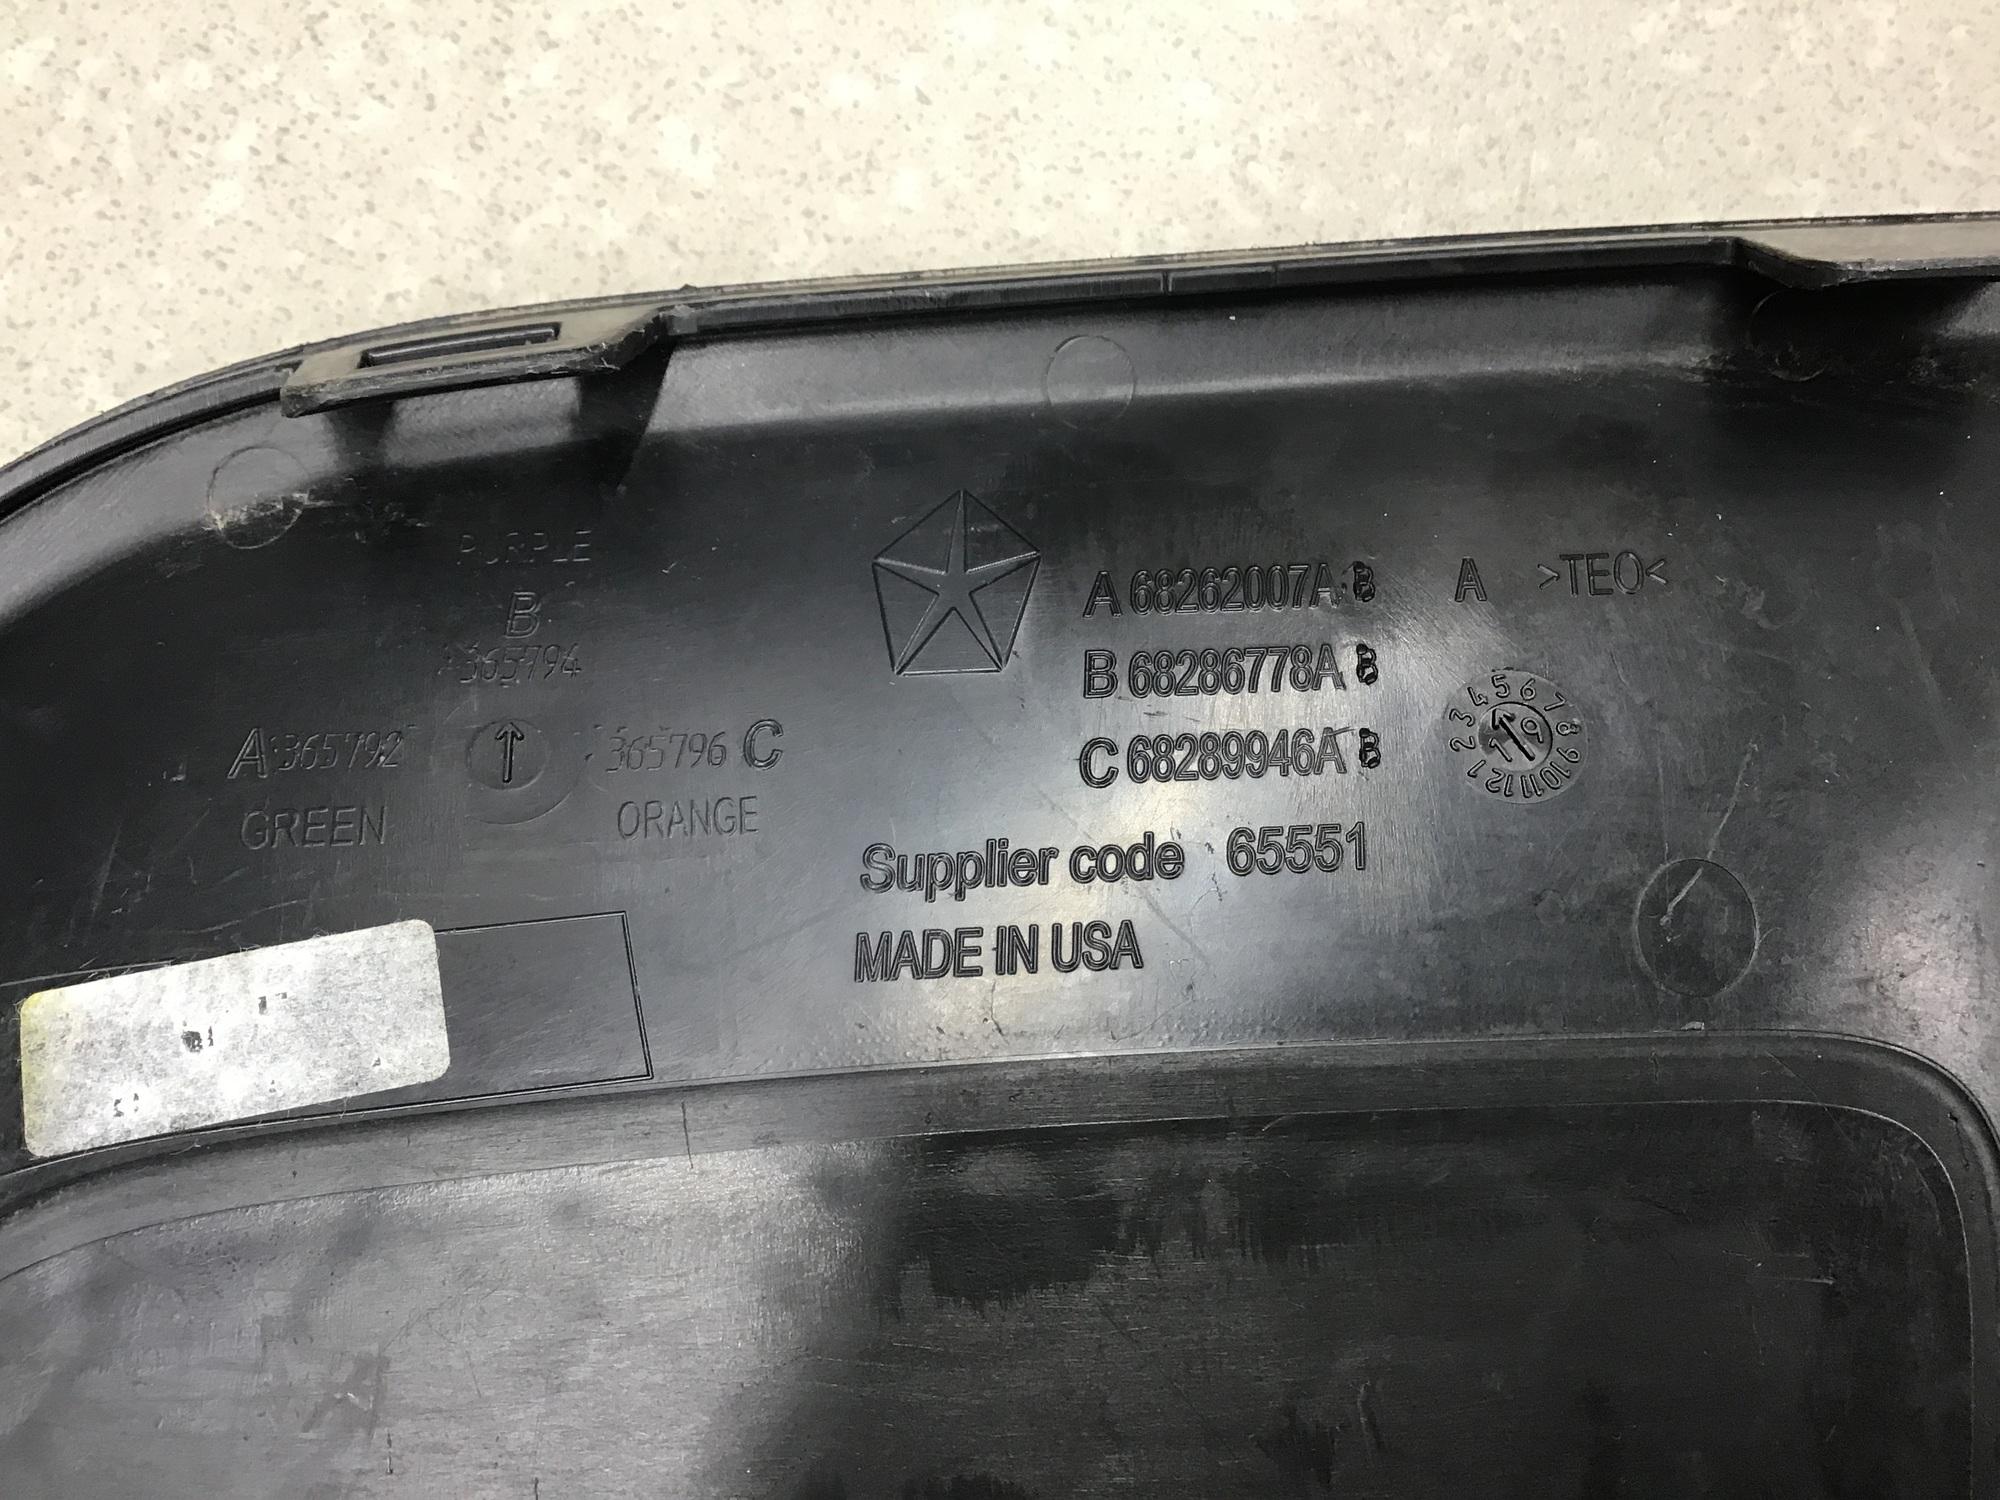 PURPLE
B
365794
A 365792
365796 C
GREEN
ORANGE
A 68262007A B
A
>TEO<
B 68286778A B
C 68289946A B
1 2 3 4 5 6 7 8 9 10 11 12
19
Supplier code 65551
MADE IN USA